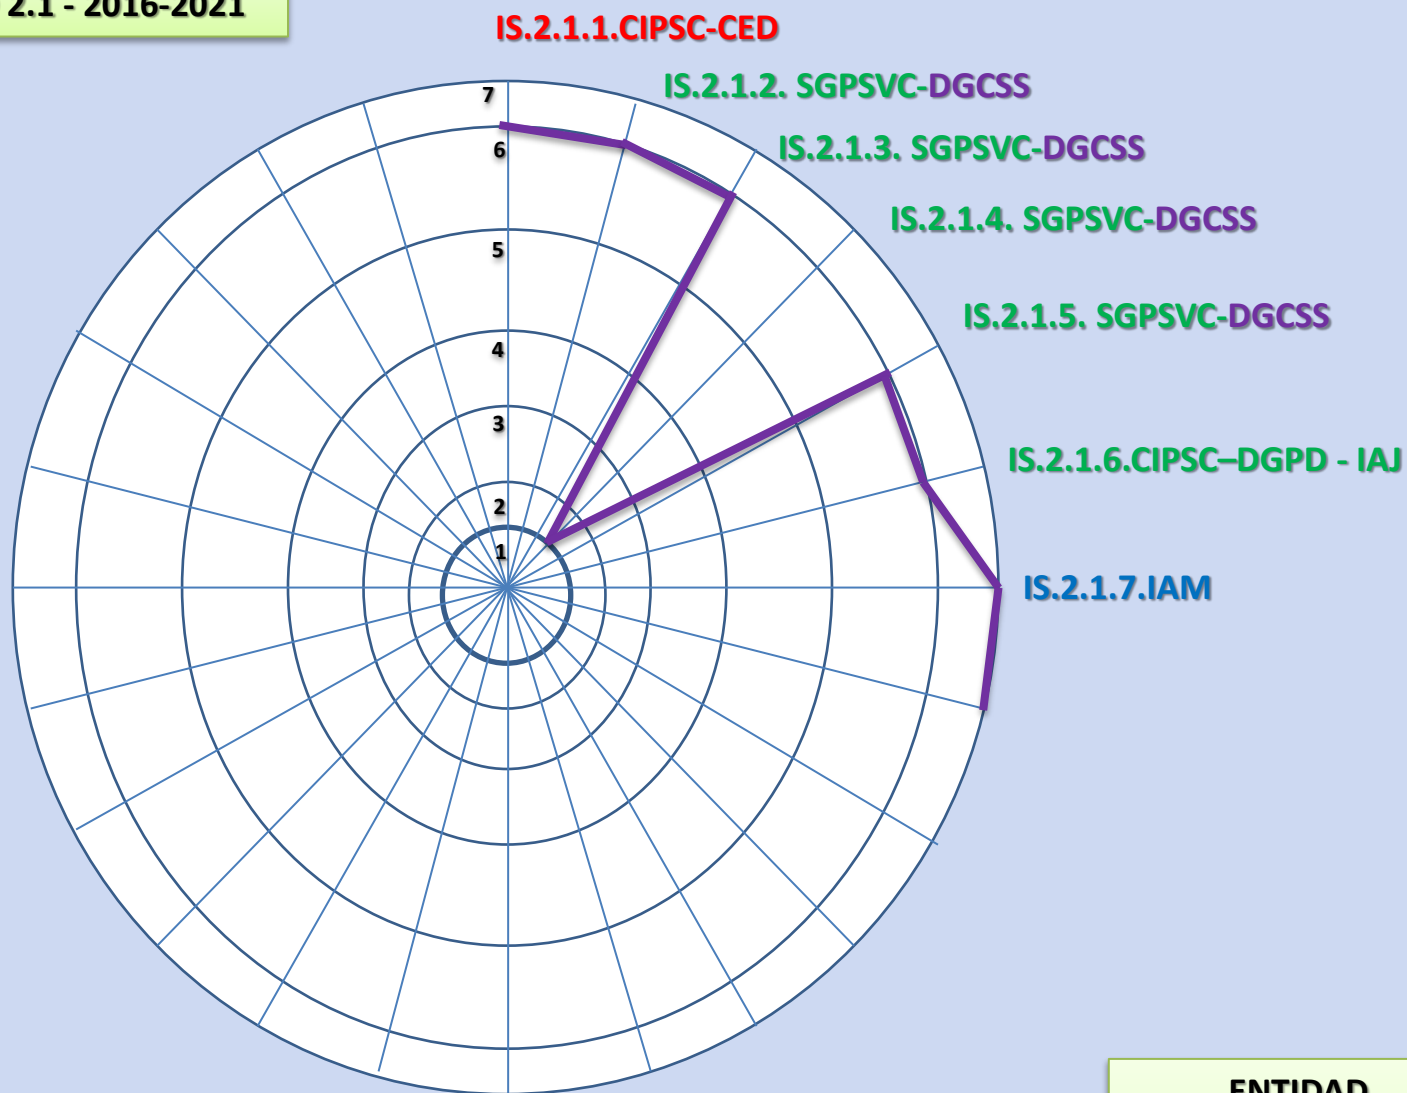 2.1 - 2016-2021
IS.2.1.1.CIPSC-CED
IS.2.1.2. SGPSVC-DGCSS
7
IS.2.1.3. SGPSVC-DGCSS
6
IS.2.1.4. SGPSVC-DGCSS
5
IS.2.1.5. SGPSVC-DGCSS
4
3
IS.2.1.6.CIPSC–DGPD - IAJ
2
1
IS.2.1.7.IAM
ENTIDAD